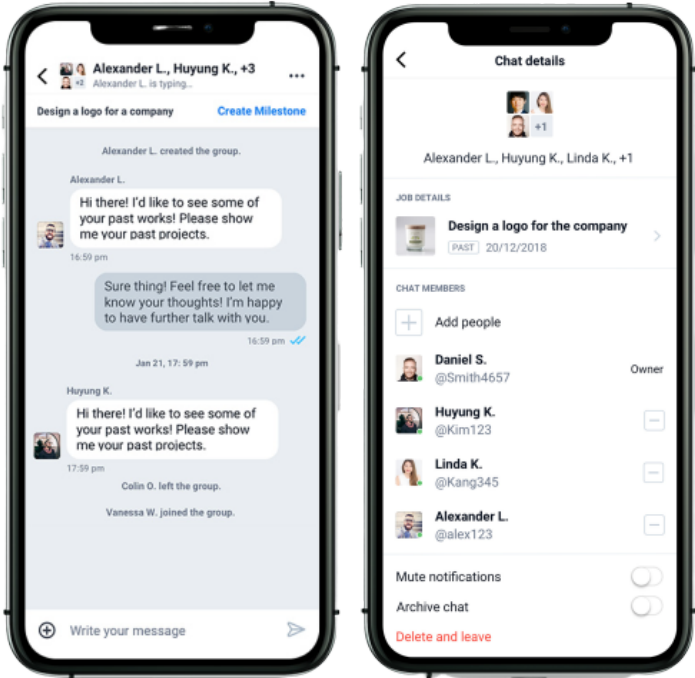 Alexander L., Huyung K., +3
+2
Alexander L. is typing...
Design a logo for a company
Create Milestone
Alexander L. created the group.
Alexander L.
Hi there! I'd like to see some of
your past works! Please show
me your past projects.
16:59 pm
Sure thing! Feel free to let me
know your thoughts! I'm happy
to have further talk with you.
16:59 pm
Jan 21, 17: 59 pm
Huyung K.
Hi there! I'd like to see some of
your past works! Please show
me your past projects.
17:59 pm
Colin O. left the group.
Vanessa W. joined the group.
Write your message
Chat details
+1
Alexander L., Huyung K., Linda K., +1
JOB DETAILS
Design a logo for the company
PAST 20/12/2018
CHAT MEMBERS
Add people
Daniel S.
@Smith4657
Owner
Huyung K.
@Kim123
Linda K.
@Kang345
Alexander L.
@alex123
Mute notifications
Archive chat
Delete and leave